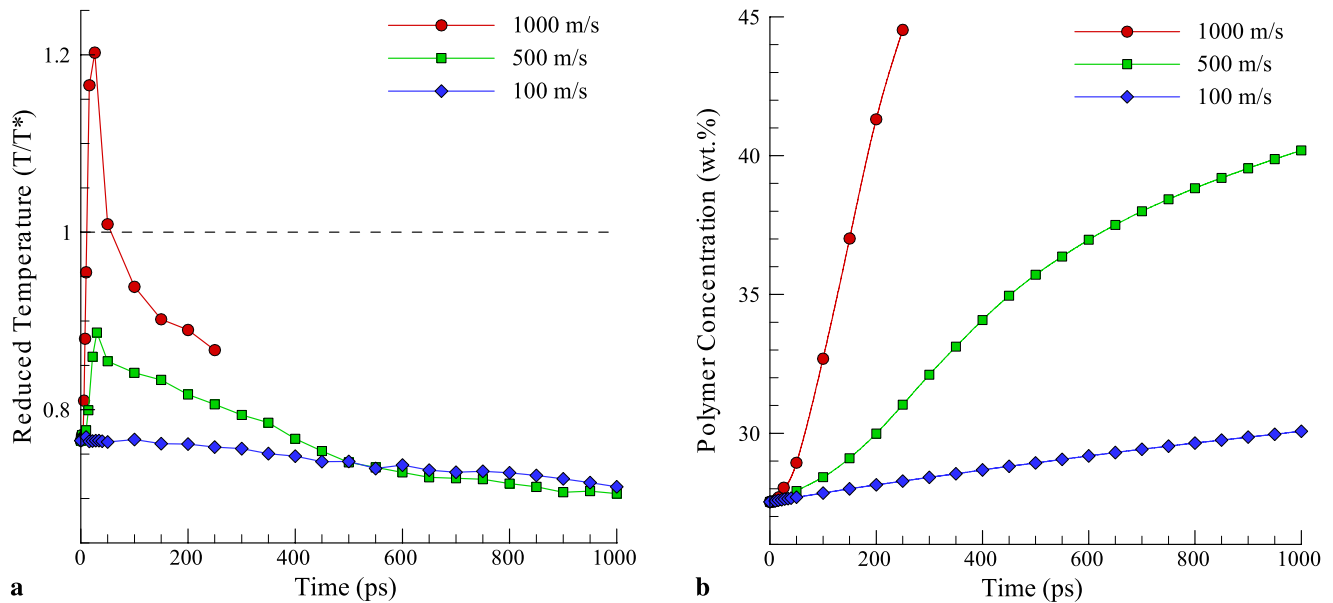 1000 m/s
500 m/s
100 m/s
1.2
1
0.8
Reduced Temperature (T/T*)
0 200 400 600 800 1000
Time (ps)
a
1000 m/s
500 m/s
100 m/s
45
40
35
30
Polymer Concentration (wt.%)
0 200 400 600 800 1000
Time (ps)
b